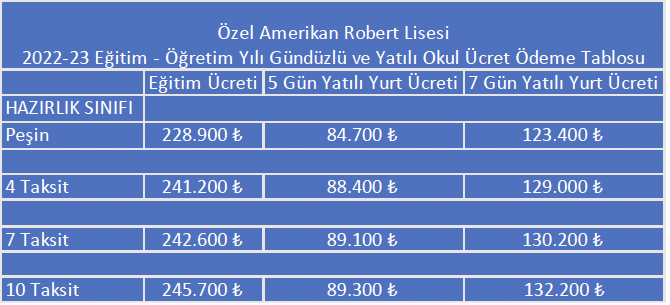 Özel Amerikan Robert Lisesi
2022-23 Eğitim - Öğretim Yılı Gündüzlü ve Yatılı Okul Ücret Ödeme Tablosu
Eğitim Ücreti 5 Gün Yatılı Yurt Ücreti 7 Gün Yatılı Yurt Ücreti
HAZIRLIK SINIFI
Peşin 228.900 ₺ 84.700 ₺ 123.400 ₺
4 Taksit 241.200 ₺ 88.400 ₺ 129.000 ₺
7 Taksit 242.600 ₺ 89.100 ₺ 130.200 ₺
10 Taksit 245.700 ₺ 89.300 ₺ 132.200 ₺